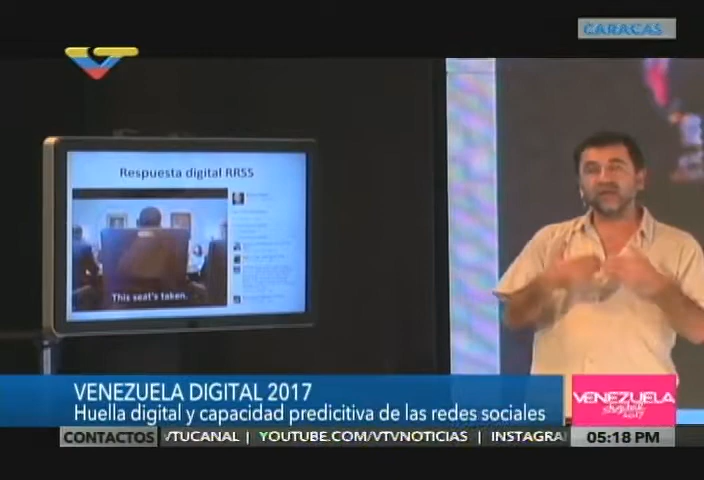 CARACAS
Respuesta digital RRSS
This seat's taken.
VENEZUELA DIGITAL 2017
Huella digital y capacidad predicitiva de las redes sociales
VENEZUELA
2017
CONTACTOS
/TUCANAL | YOUTUBE.COM/VTVNOTICIAS | INSTAGRA
05:18 PM